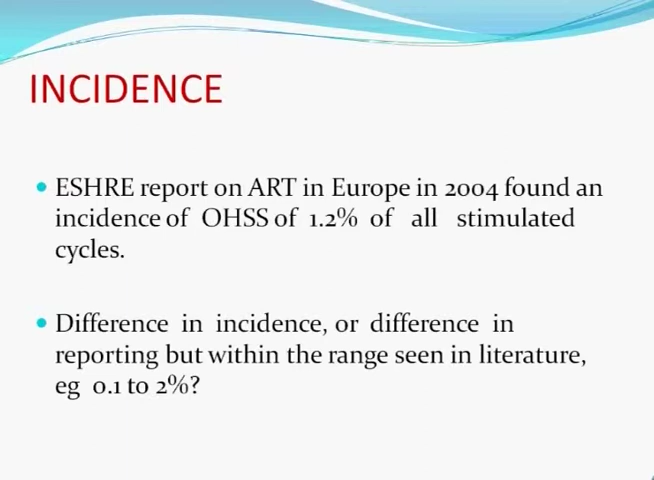 INCIDENCE
• ESHRE report on ART in Europe in 2004 found an
incidence of OHSS of 1.2% of all stimulated
cycles.
• Difference in incidence, or difference in
reporting but within the range seen in literature,
eg 0.1 to 2%?